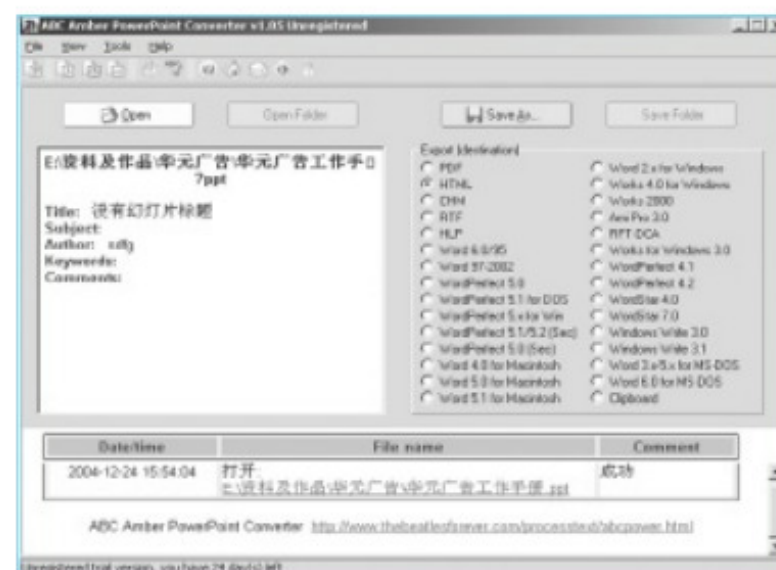 ABC Amber PowerPoint Converter v1.05 Unregistered
File View Tools Help
Open
Open Folder
Save As...
Save Folder
E:\资料及作品\华元广告\华元广告工作手
?ppt
Title: 没有幻灯片标题
Subject:
Author: sdfg
Keywords:
Comments:
Export (destination)
PDF
HTML
CHM
RTF
HLP
Word 6.0/95
Word 97-2002
WordPerfect 5.0
WordPerfect 5.1 for DOS
WordPerfect 5.x for Win
WordPerfect 5.1/5.2 (Sec)
WordPerfect 5.0 (Sec)
Word 4.0 for Macintosh
Word 5.0 for Macintosh
Word 5.1 for Macintosh
Word 2.x for Windows
Works 4.0 for Windows
Works 2000
Ami Pro 3.0
RFT-DCA
Works for Windows 3.0
WordPerfect 4.1
WordPerfect 4.2
WordStar 4.0
WordStar 7.0
Windows Write 3.0
Windows Write 3.1
Word 3.x/5.x for MS-DOS
Word 6.0 for MS-DOS
Clipboard
Date/time File name Comment
2004-12-24 15:54:04 打开: 成功
E:\资料及作品\华元广告\华元广告工作手册.ppt
ABC Amber PowerPoint Converter http://www.thebeatlesforever.com/processtext/abcpower.html
Unregistered trial version, you have 24 day(s) left